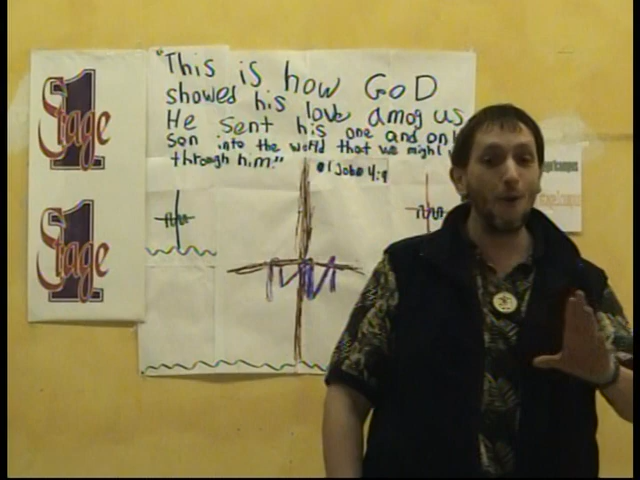 Stage
1
Stage
1
"This is how GoD
showed his love amog us
He Sent his one and on
Son into the world that we might
through him."
1 John 4:9